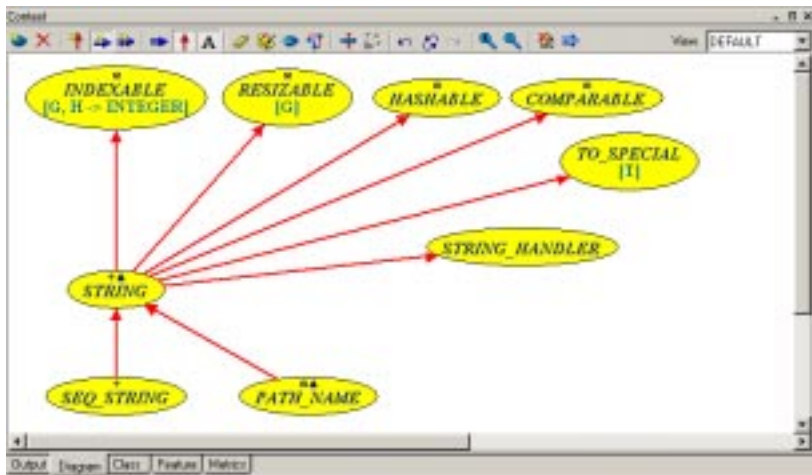 Context
View: DEFAULT
INDEXABLE
[G, H -> INTEGER]
RESIZABLE
[G]
HASHABLE
COMPARABLE
TO_SPECIAL
[T]
STRING_HANDLER
STRING
SEQ_STRING
PATH_NAME
Output Diagram Class Feature Metrics